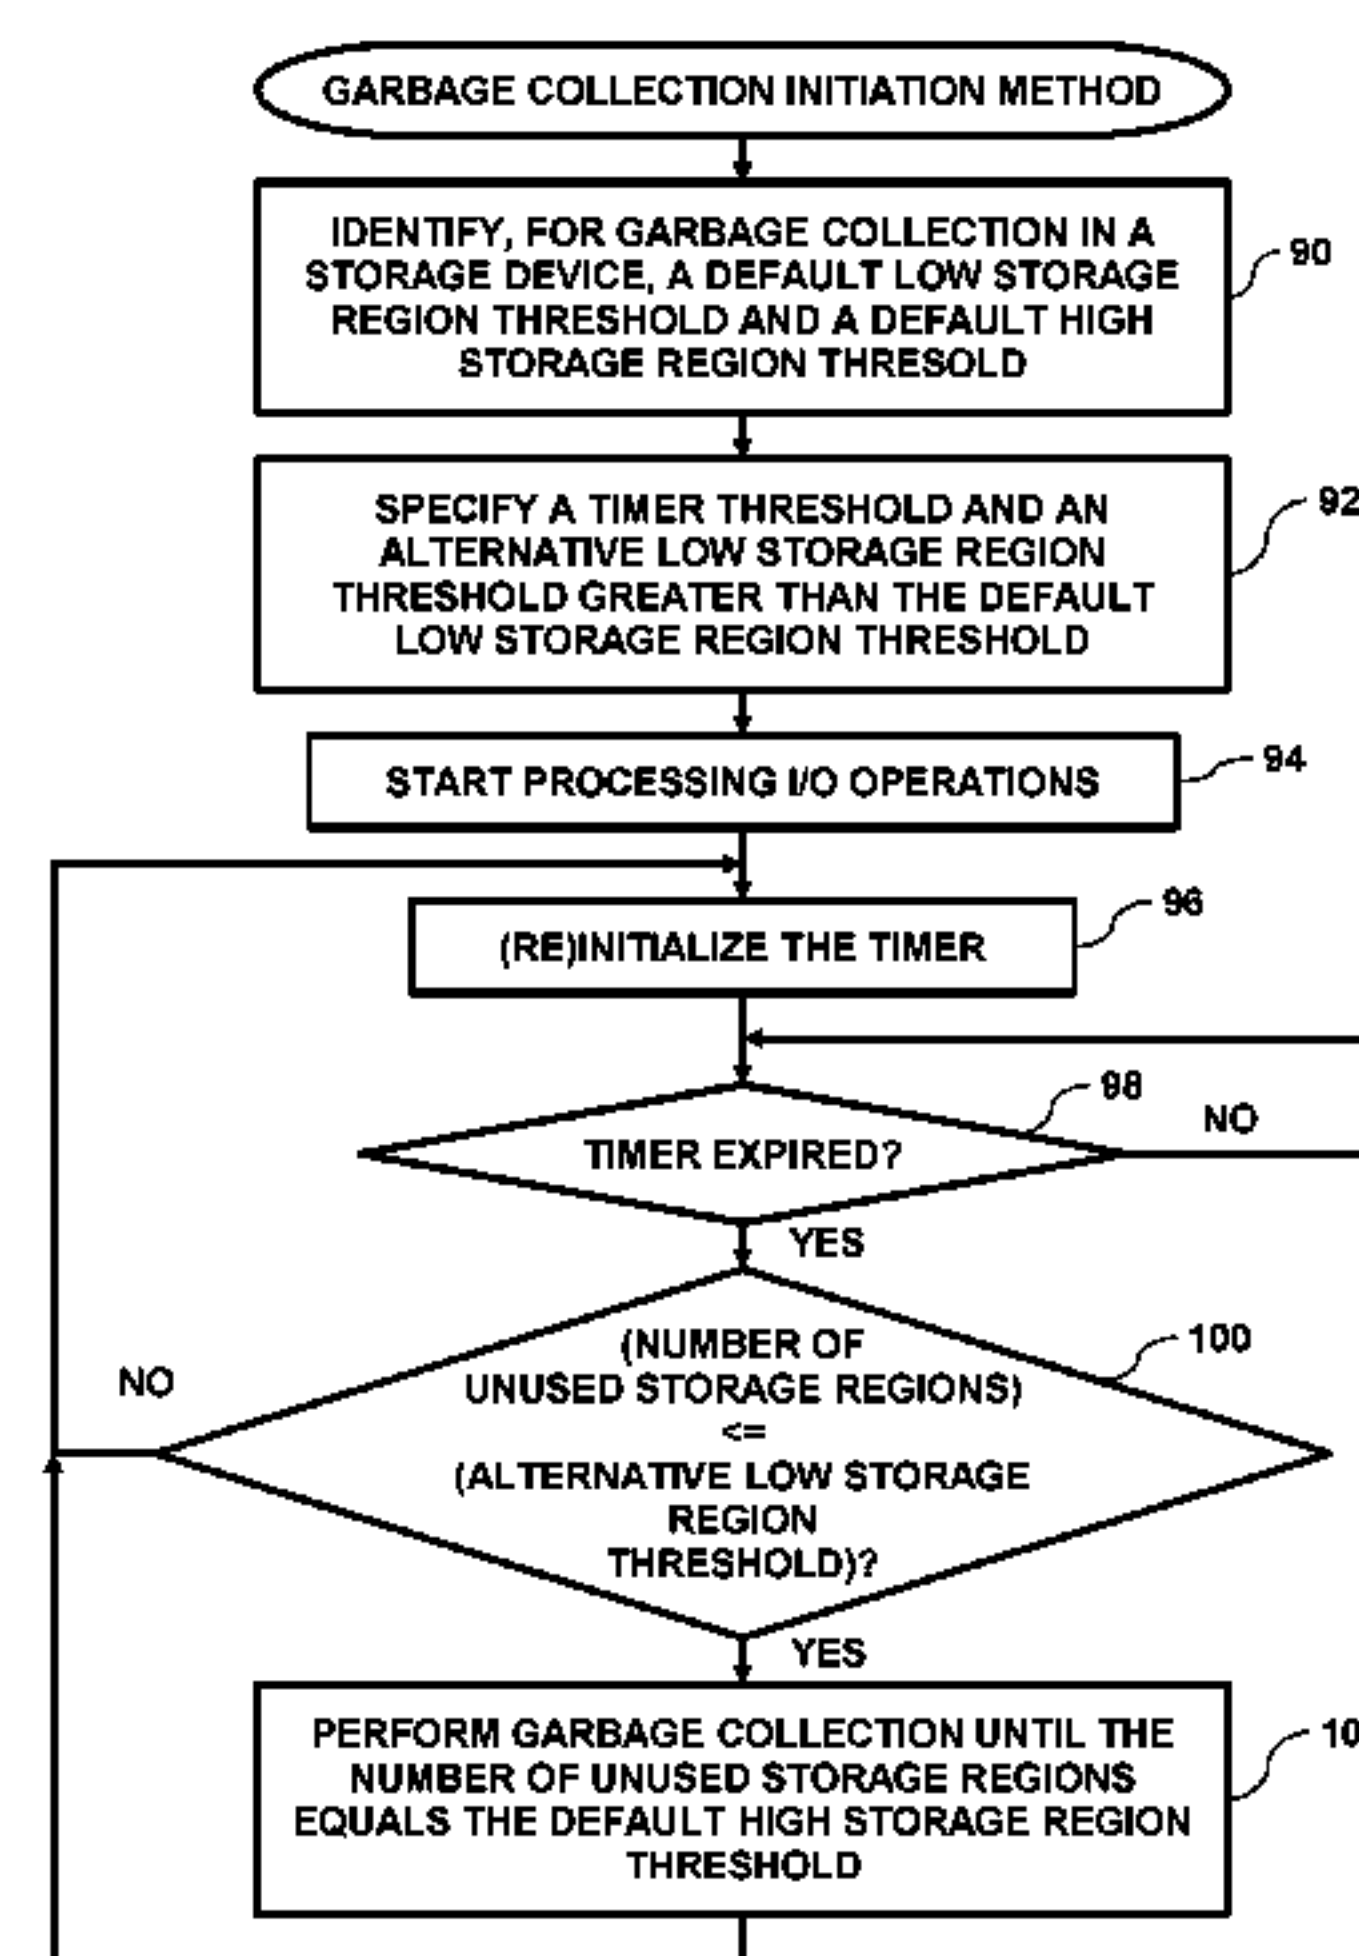 GARBAGE COLLECTION INITIATION METHOD
IDENTIFY, FOR GARBAGE COLLECTION IN A
STORAGE DEVICE, A DEFAULT LOW STORAGE
REGION THRESHOLD AND A DEFAULT HIGH
STORAGE REGION THRESOLD
90
SPECIFY A TIMER THRESHOLD AND AN
ALTERNATIVE LOW STORAGE REGION
THRESHOLD GREATER THAN THE DEFAULT
LOW STORAGE REGION THRESHOLD
92
START PROCESSING I/O OPERATIONS
94
(RE)INITIALIZE THE TIMER
96
TIMER EXPIRED?
98
NO
YES
(NUMBER OF
UNUSED STORAGE REGIONS)
<=
(ALTERNATIVE LOW STORAGE
REGION
THRESHOLD)?
100
NO
YES
PERFORM GARBAGE COLLECTION UNTIL THE
NUMBER OF UNUSED STORAGE REGIONS
EQUALS THE DEFAULT HIGH STORAGE REGION
THRESHOLD